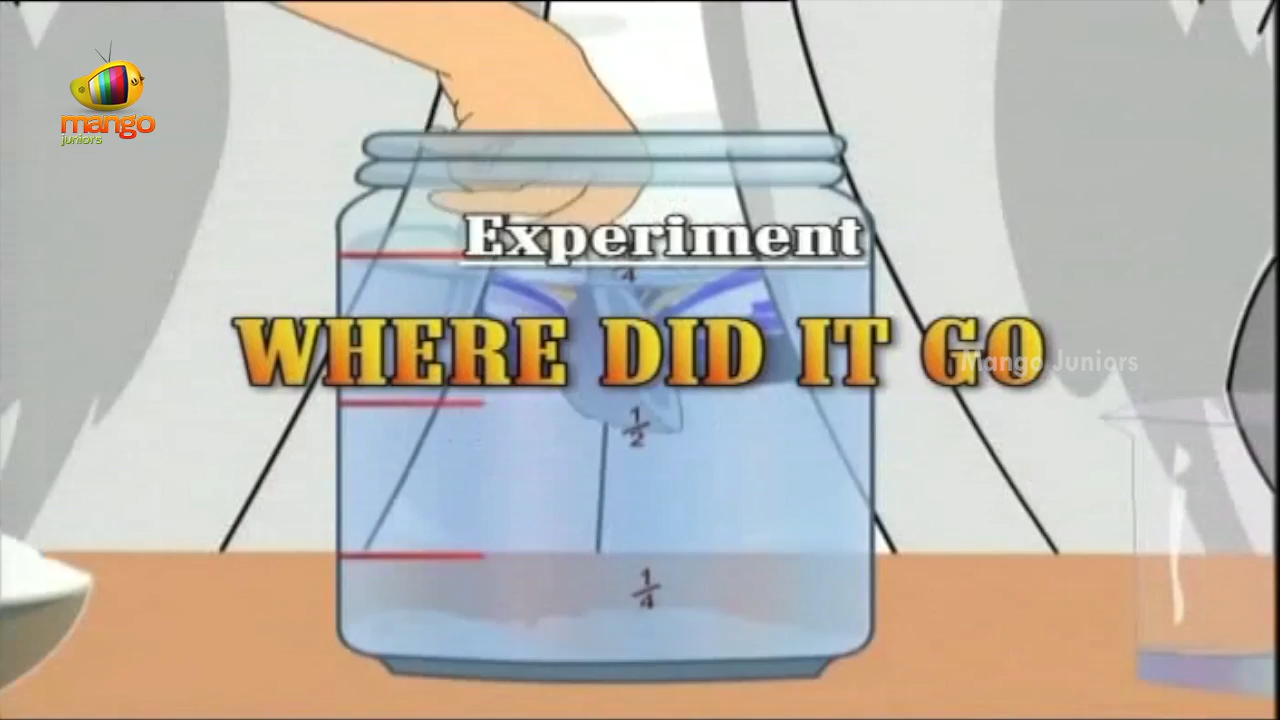 mango
juniors
Experiment
WHERE DID IT GO
Mango Juniors
1/2
1/4